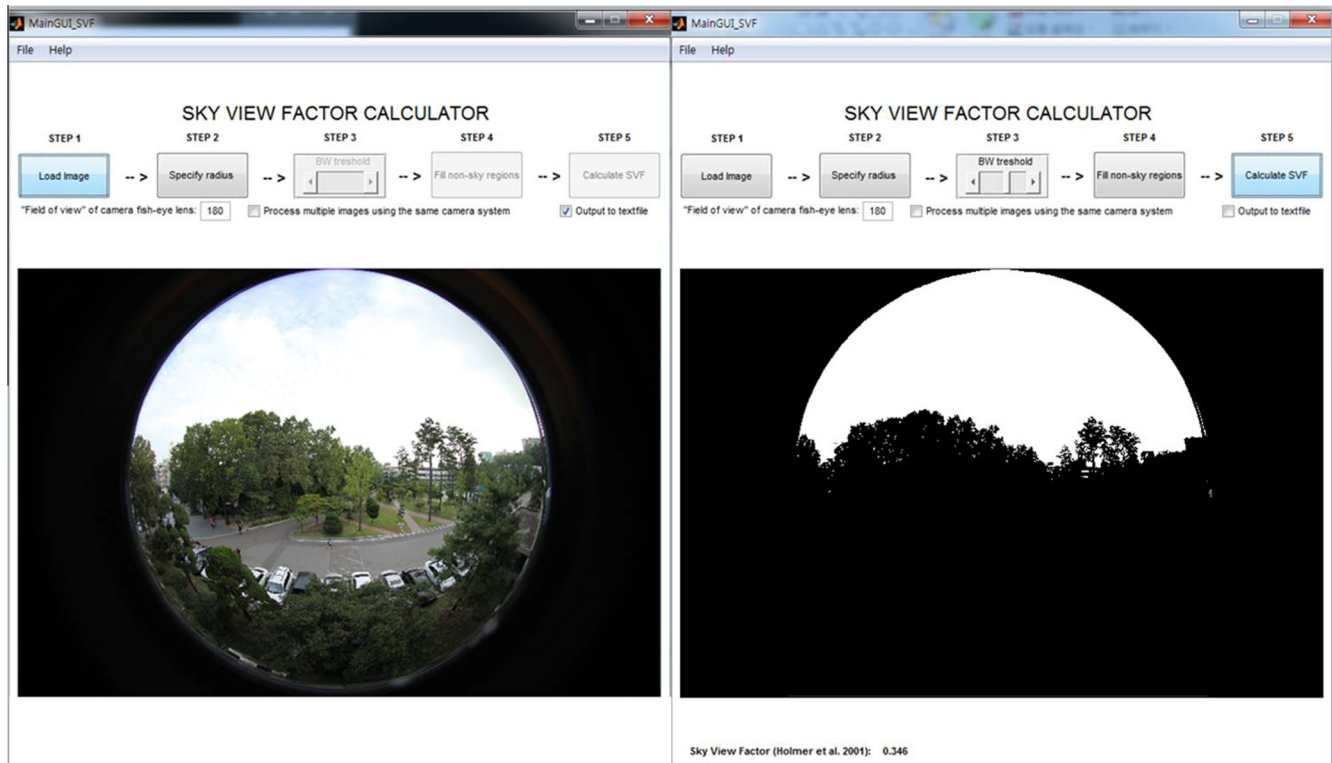 MainGUI_SVF
File Help
SKY VIEW FACTOR CALCULATOR
STEP 1 STEP 2 STEP 3 STEP 4 STEP 5
Load Image -- > Specify radius -- > BW treshold -- > Fill non-sky regions -- > Calculate SVF
"Field of view" of camera fish-eye lens: 180 Process multiple images using the same camera system Output to textfile
MainGUI_SVF
File Help
SKY VIEW FACTOR CALCULATOR
STEP 1 STEP 2 STEP 3 STEP 4 STEP 5
Load Image -- > Specify radius -- > BW treshold -- > Fill non-sky regions -- > Calculate SVF
"Field of view" of camera fish-eye lens: 180 Process multiple images using the same camera system Output to textfile
Sky View Factor (Holmer et al. 2001): 0.346